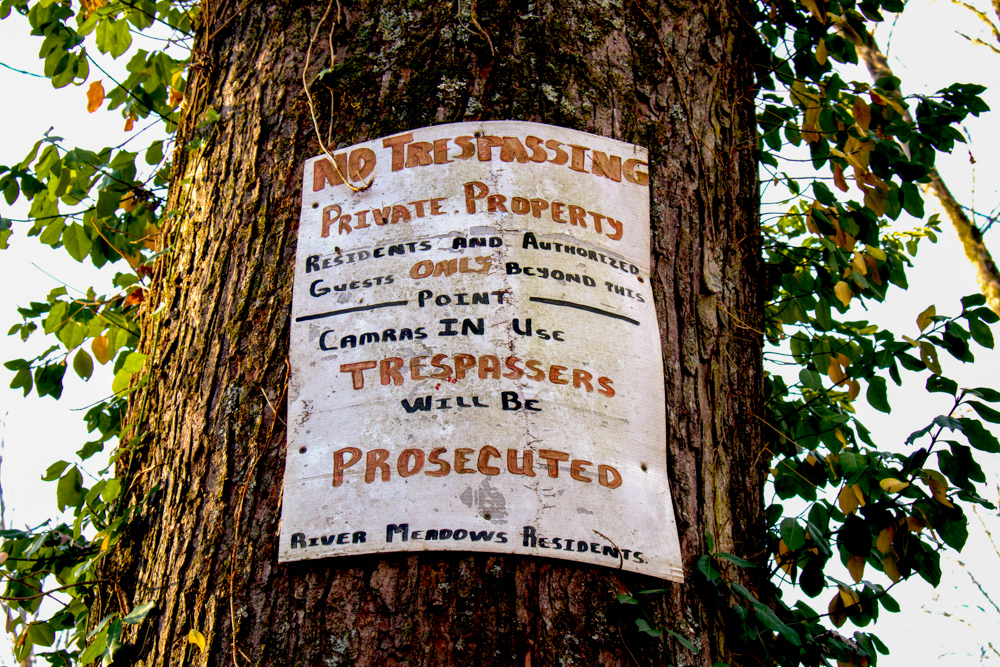 NO TRESPASSING
PRIVATE PROPERTY
RESIDENTS AND AUTHORIZED
GUESTS ONLY BEYOND THIS
POINT
CAMRAS IN USE
TRESPASSERS
WILL BE
PROSECUTED
RIVER MEADOWS RESIDENTS.